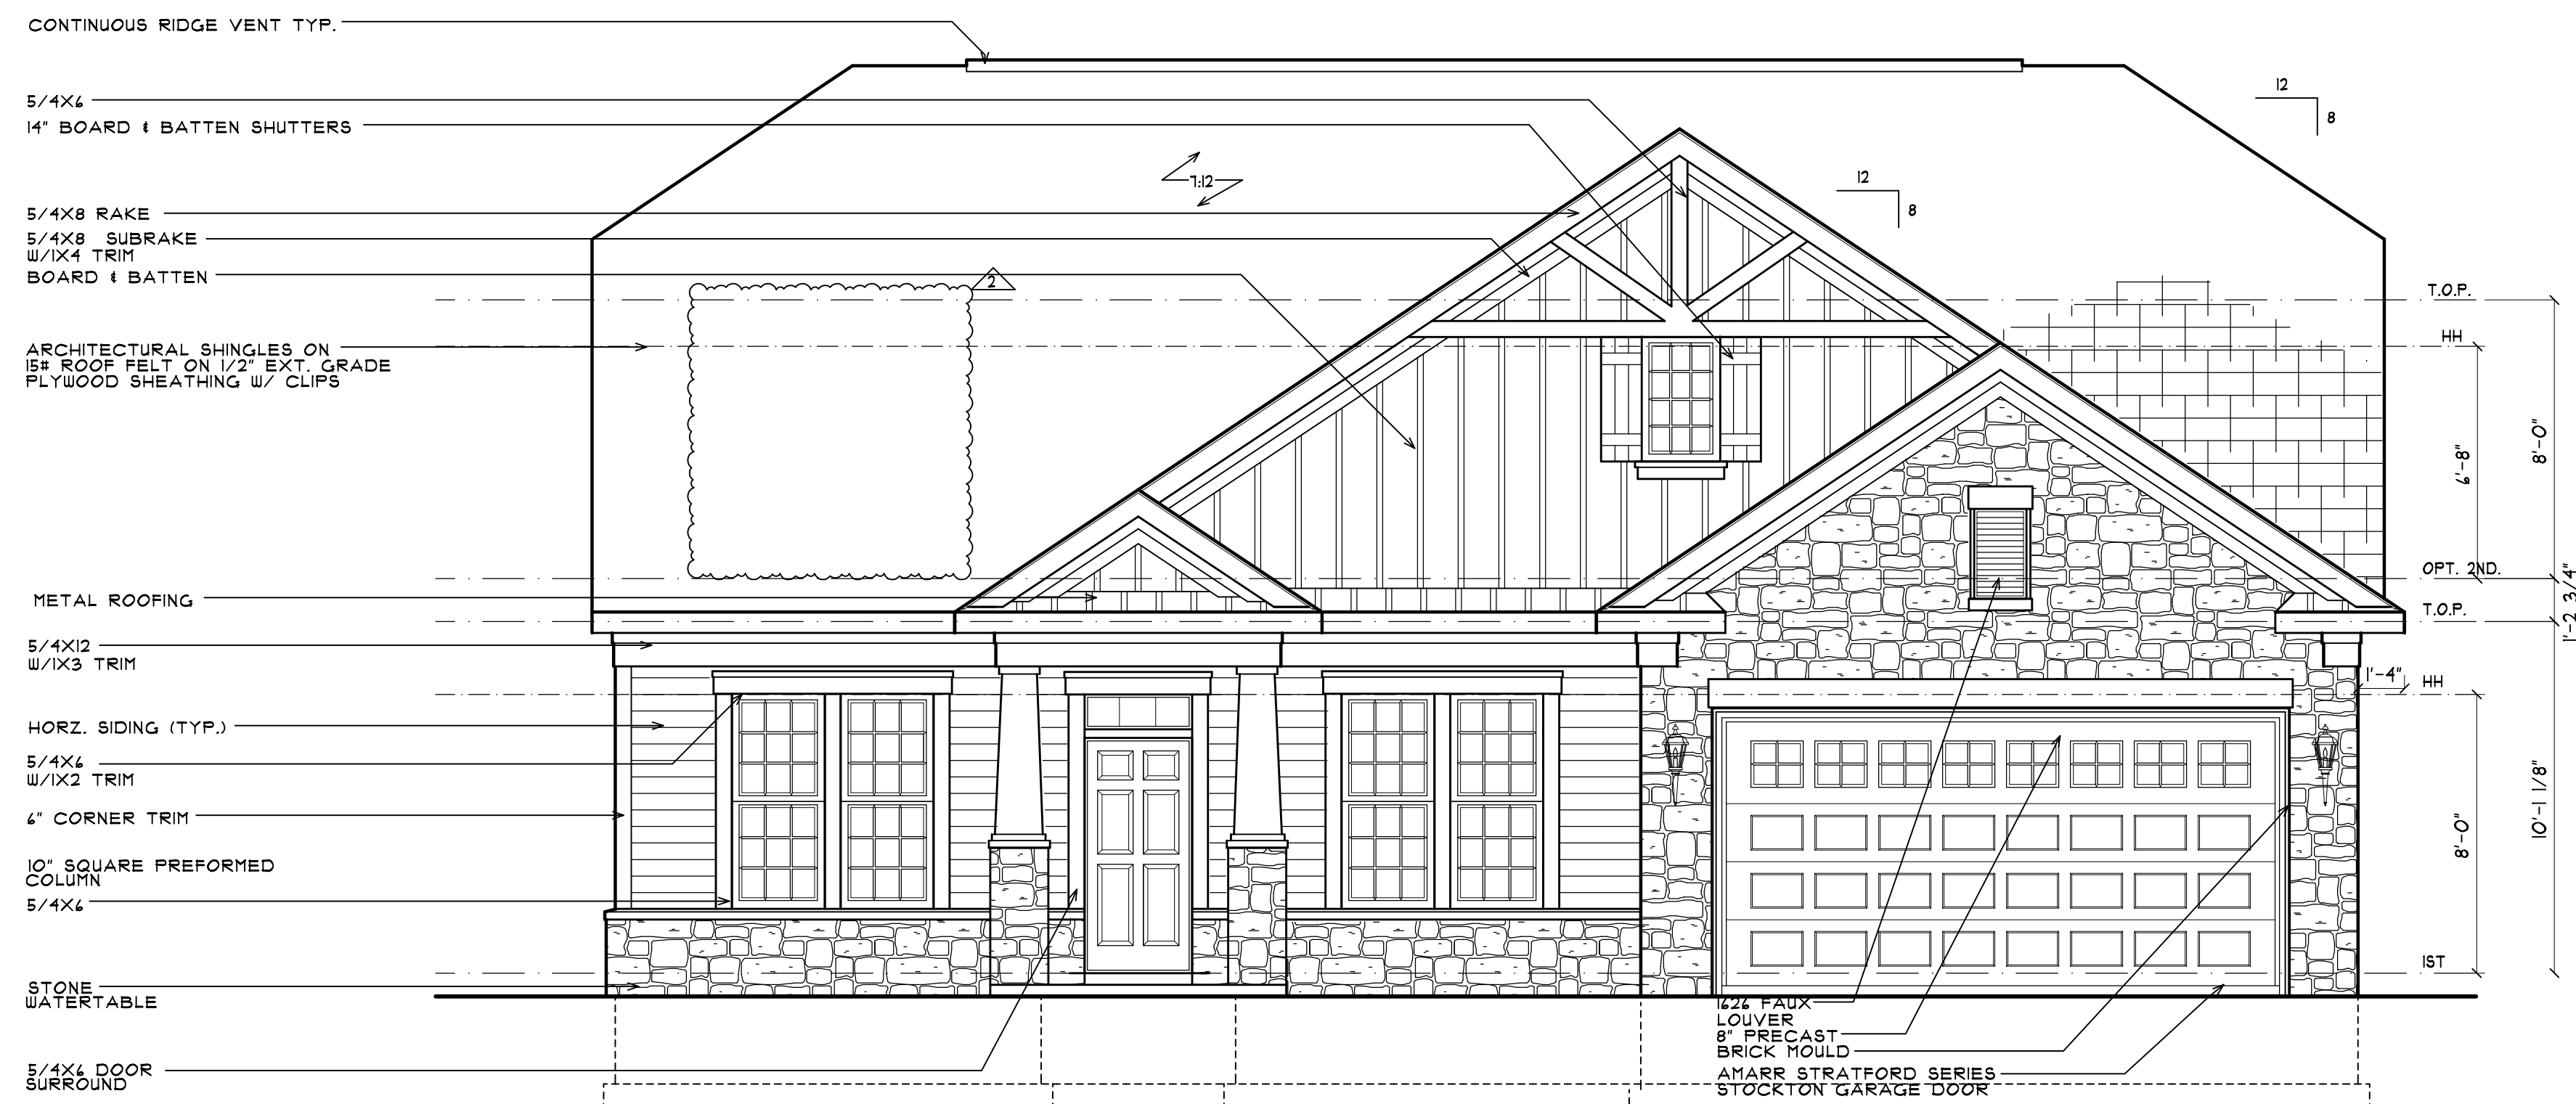 CONTINUOUS RIDGE VENT TYP.
5/4X6
14" BOARD & BATTEN SHUTTERS
5/4X8 RAKE
5/4X8 SUBRAKE
W/1X4 TRIM
BOARD & BATTEN
ARCHITECTURAL SHINGLES ON
15# ROOF FELT ON 1/2" EXT. GRADE
PLYWOOD SHEATHING W/ CLIPS
METAL ROOFING
5/4X12
W/1X3 TRIM
HORZ. SIDING (TYP.)
5/4X6
W/1X2 TRIM
6" CORNER TRIM
10" SQUARE PREFORMED
COLUMN
5/4X6
STONE
WATERTABLE
5/4X6 DOOR
SURROUND
7:12
2
12
8
12
8
T.O.P.
HH
6'-8"
8'-0"
OPT. 2ND.
T.O.P.
1'-2 3/4"
1'-4"
HH
8'-0"
10'-1 1/8"
1ST
1626 FAUX
LOUVER
8" PRECAST
BRICK MOULD
AMARR STRATFORD SERIES
STOCKTON GARAGE DOOR